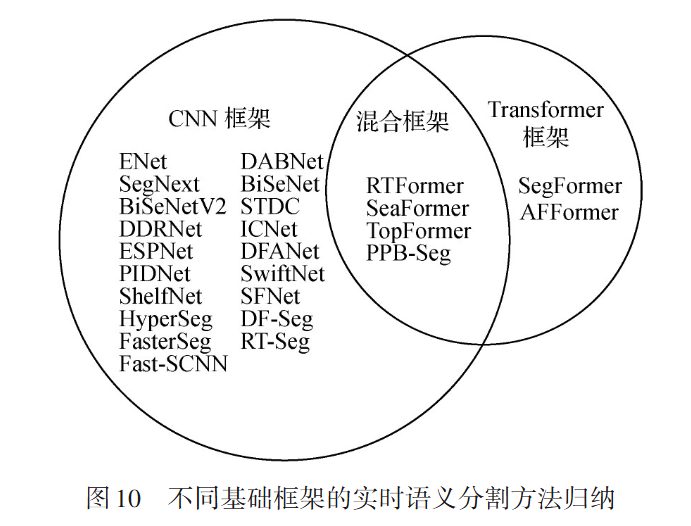 CNN 框架
ENet DABNet
SegNext BiSeNet
BiSeNetV2 STDC
DDRNet ICNet
ESPNet DFANet
PIDNet SwiftNet
ShelfNet SFNet
HyperSeg DF-Seg
FasterSeg RT-Seg
Fast-SCNN
混合框架
RTFormer
SeaFormer
TopFormer
PPB-Seg
Transformer
框架
SegFormer
AFFormer
图10 不同基础框架的实时语义分割方法归纳